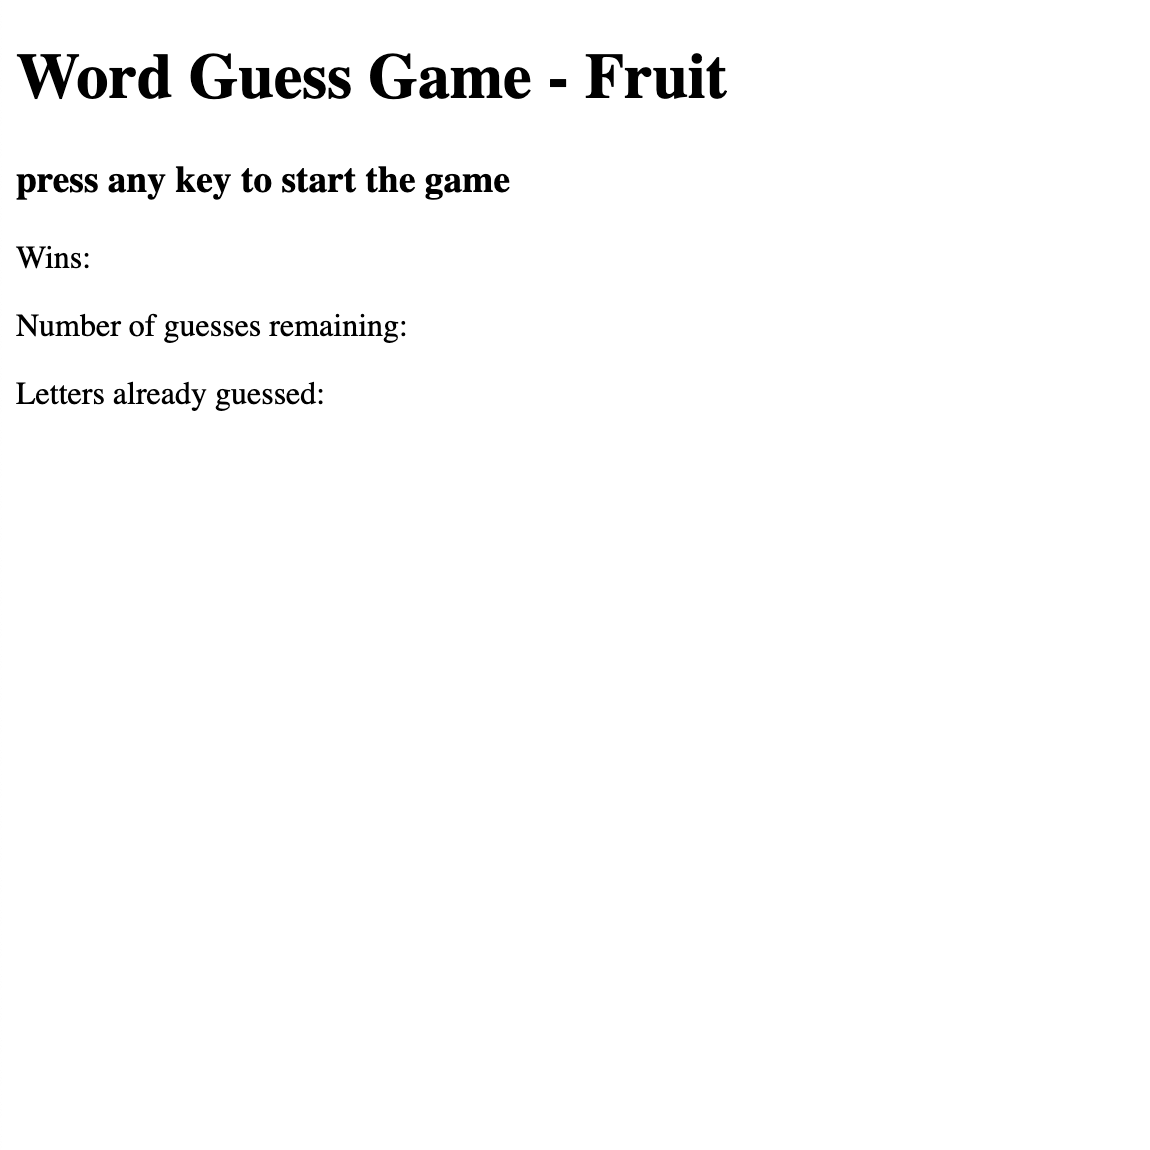 Word Guess Game - Fruit
press any key to start the game
Wins:
Number of guesses remaining:
Letters already guessed: